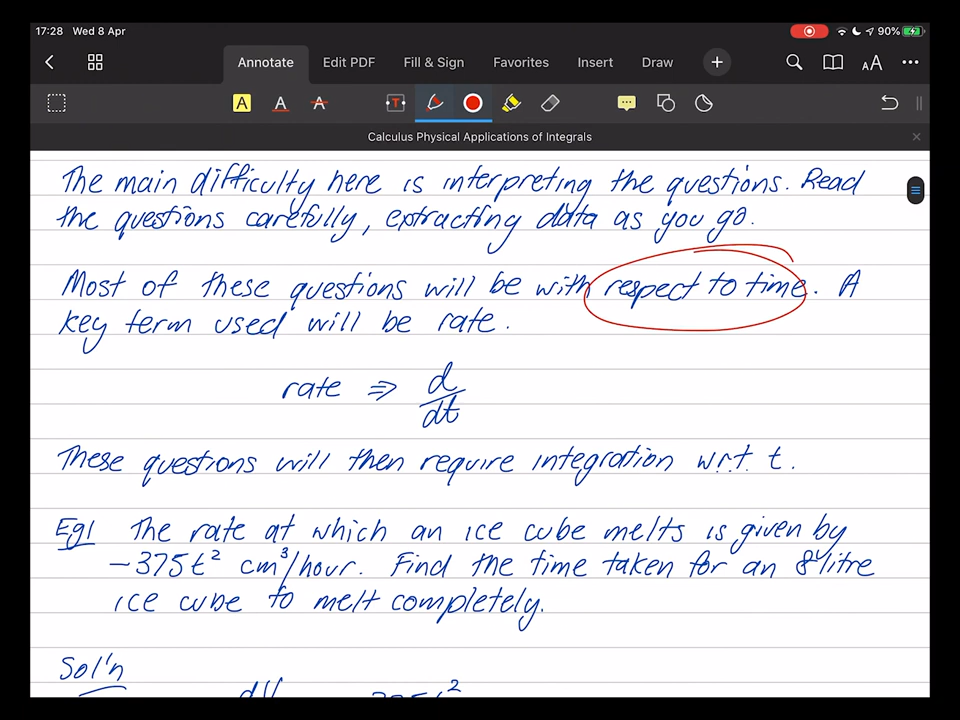 17:28 Wed 8 Apr
90%
Annotate Edit PDF Fill & Sign Favorites Insert Draw
Calculus Physical Applications of Integrals
The main difficulty here is interpreting the questions. Read
the questions carefully, extracting data as you go.
Most of these questions will be with respect to time. A
key term used will be rate.
rate ⇒ d/dt
These questions will then require integration w.r.t. t.
Eg1 The rate at which an ice cube melts is given by
-375t² cm³/hour. Find the time taken for an 8 litre
ice cube to melt completely.
Sol'n